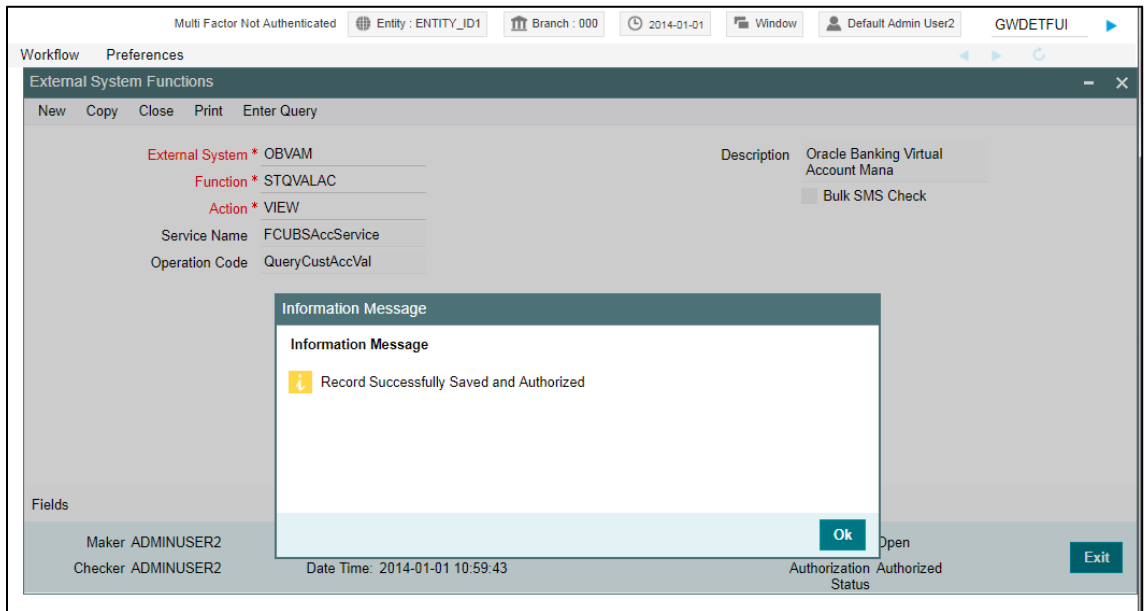 Multi Factor Not Authenticated Entity : ENTITY_ID1 Branch : 000 2014-01-01 Window Default Admin User2 GWDETFUI
Workflow Preferences
External System Functions
New Copy Close Print Enter Query
External System * OBVAM
Function * STQVALAC
Action * VIEW
Service Name FCUBSAccService
Operation Code QueryCustAccVal
Description Oracle Banking Virtual
Account Mana
Bulk SMS Check
Information Message
Information Message
Record Successfully Saved and Authorized
Ok
Fields
Maker ADMINUSER2
Checker ADMINUSER2
Date Time: 2014-01-01 10:59:43
Open
Authorization Authorized
Status
Exit